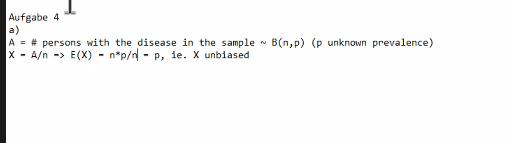 Aufgabe 4
a)
A = # persons with the disease in the sample ~ B(n,p) (p unknown prevalence)
X = A/n -> E(X) = n*p/n = p, ie. X unbiased